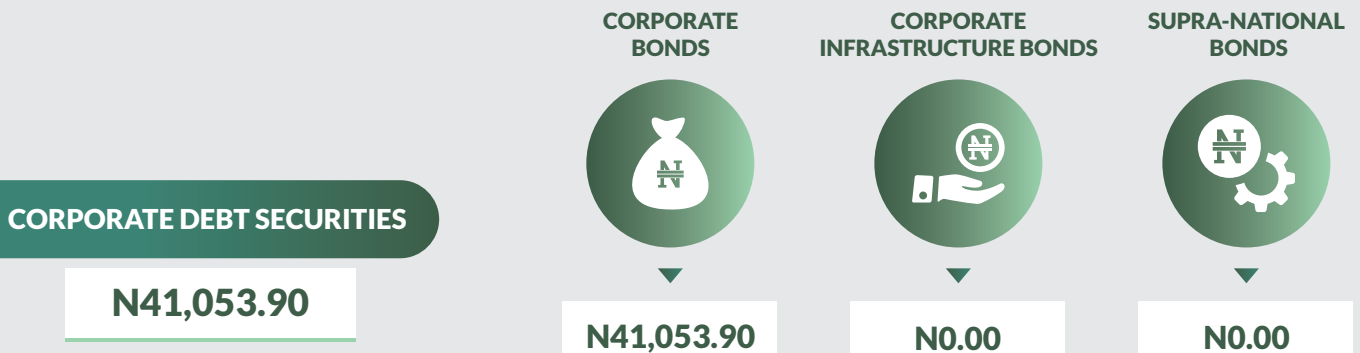 CORPORATE
BONDS
CORPORATE
INFRASTRUCTURE BONDS
SUPRA-NATIONAL
BONDS
₦
₦
₦
CORPORATE DEBT SECURITIES
N41,053.90
N41,053.90
N0.00
N0.00